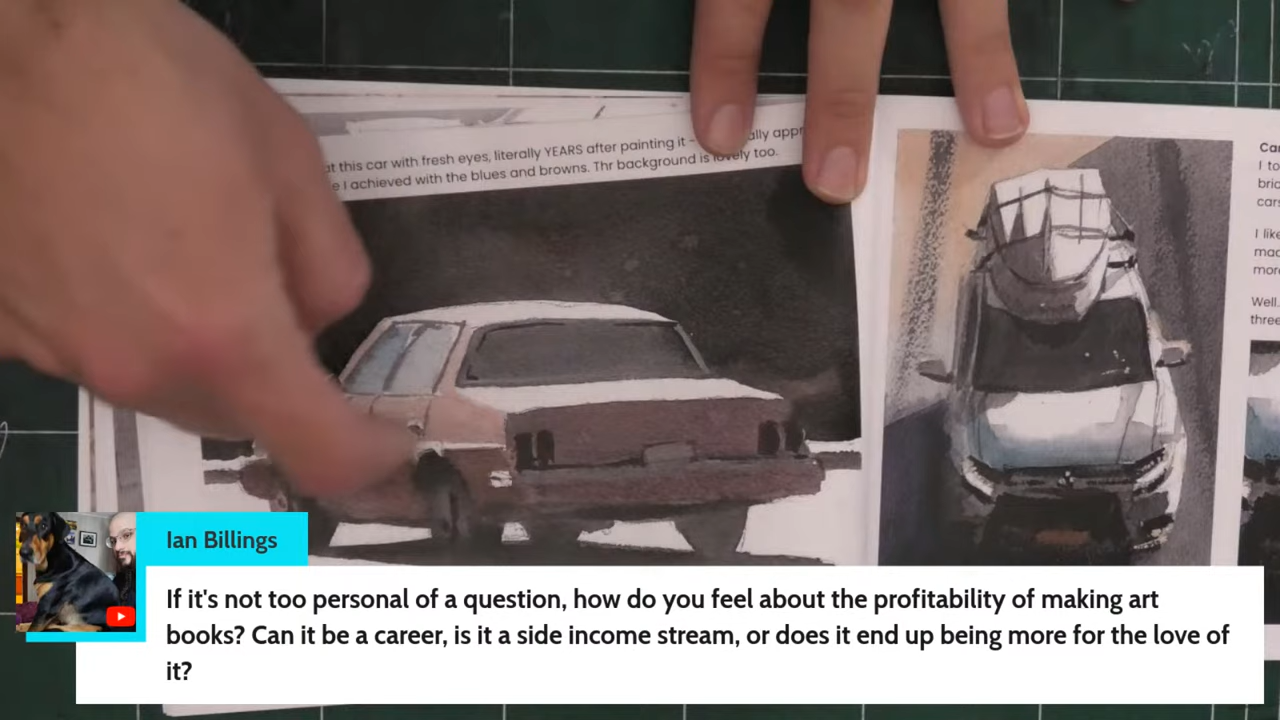 at this car with fresh eyes, literally YEARS after painting it -
I achieved with the blues and browns. Thr background is lovely too.
Ian Billings
If it's not too personal of a question, how do you feel about the profitability of making art
books? Can it be a career, is it a side income stream, or does it end up being more for the love of
it?